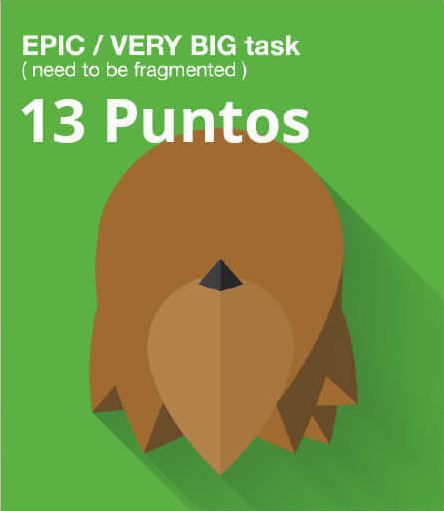 EPIC / VERY BIG task
( need to be fragmented )
13 Puntos